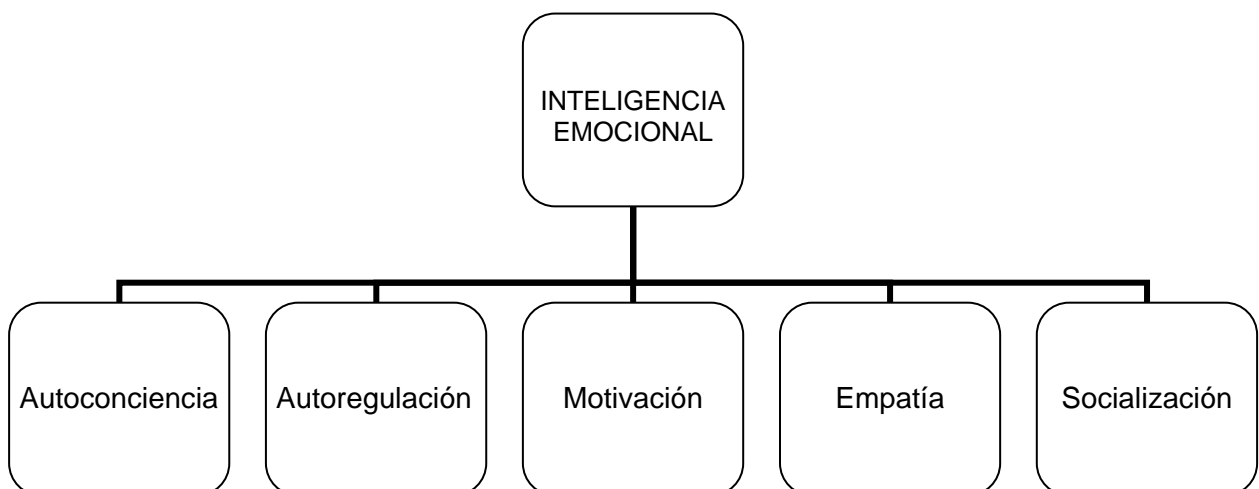 INTELIGENCIA
EMOCIONAL
Autoconciencia
Autoregulación
Motivación
Empatía
Socialización